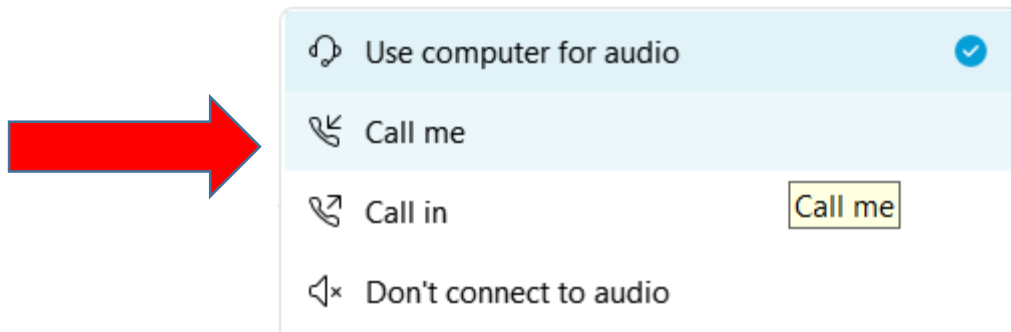 Use computer for audio
Call me
Call in
Call me
Don't connect to audio